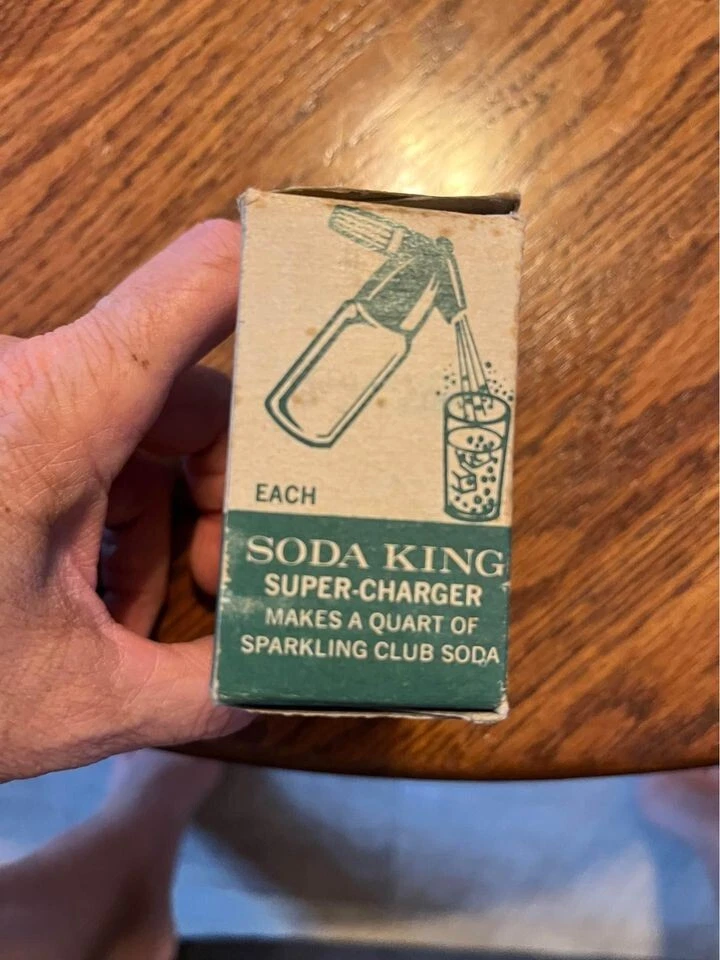 EACH
SODA KING
SUPER-CHARGER
MAKES A QUART OF
SPARKLING CLUB SODA